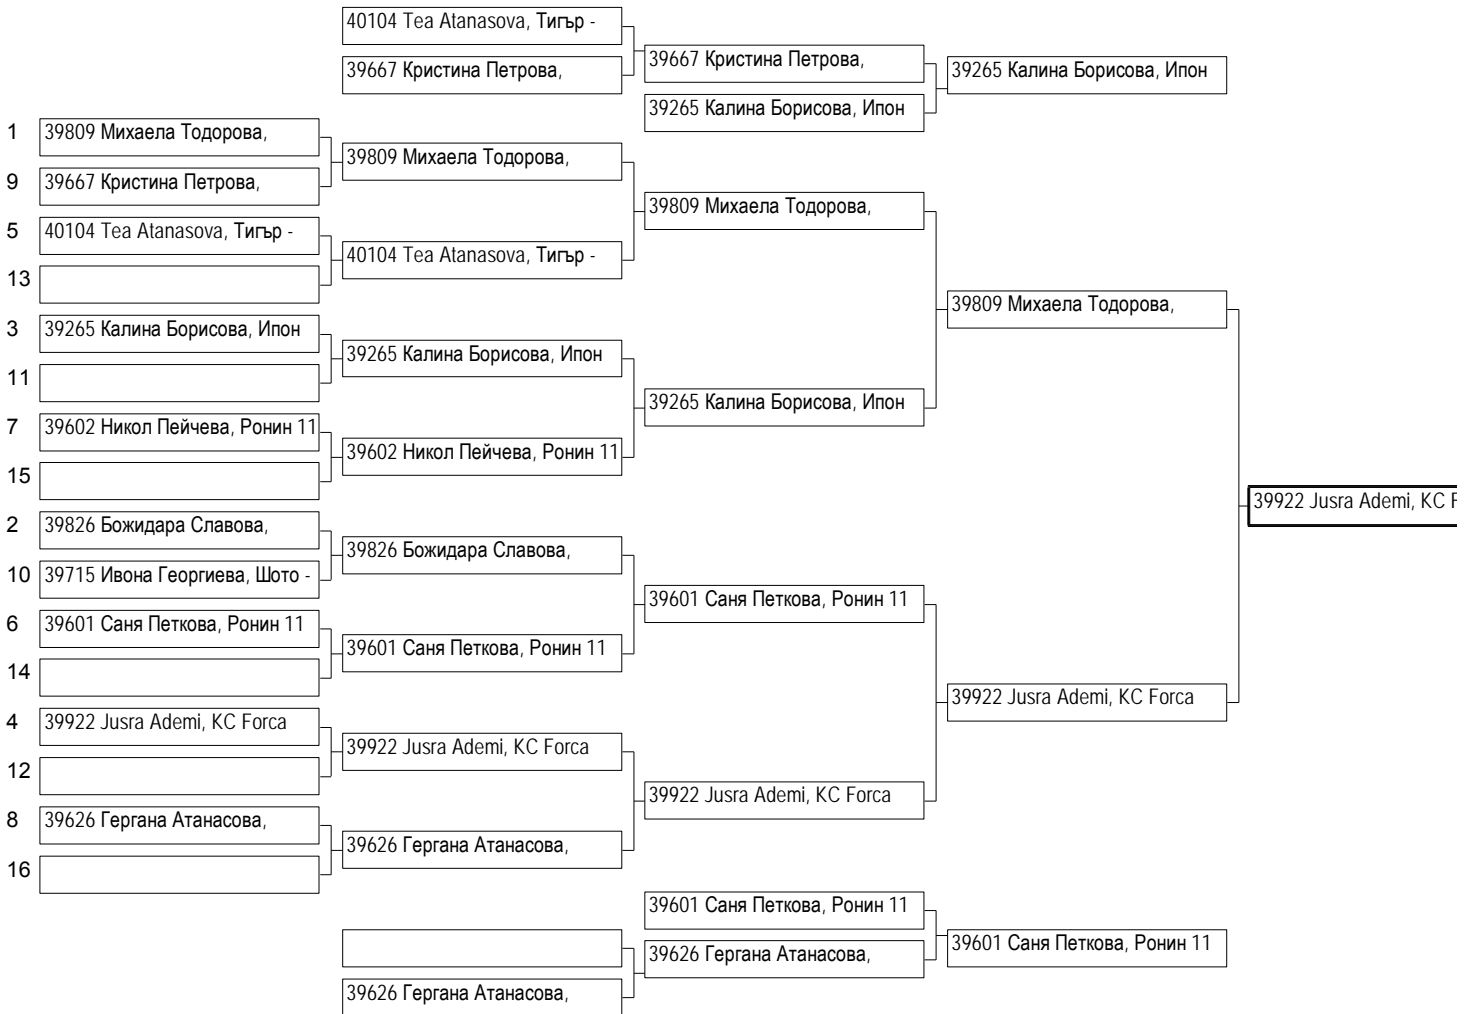 40104 Tea Atanasova, Тигър -
39667 Кристина Петрова,
39667 Кристина Петрова,
39265 Калина Борисова, Ипон
39265 Калина Борисова, Ипон
1 39809 Михаела Тодорова,
9 39667 Кристина Петрова,
5 40104 Tea Atanasova, Тигър -
13
3 39265 Калина Борисова, Ипон
11
7 39602 Никол Пейчева, Ронин 11
15
2 39826 Божидара Славова,
10 39715 Ивона Георгиева, Шото -
6 39601 Саня Петкова, Ронин 11
14
4 39922 Jusra Ademi, KC Forca
12
8 39626 Гергана Атанасова,
16
39809 Михаела Тодорова,
40104 Tea Atanasova, Тигър -
39265 Калина Борисова, Ипон
39602 Никол Пейчева, Ронин 11
39826 Божидара Славова,
39601 Саня Петкова, Ронин 11
39922 Jusra Ademi, KC Forca
39626 Гергана Атанасова,
39809 Михаела Тодорова,
39265 Калина Борисова, Ипон
39601 Саня Петкова, Ронин 11
39922 Jusra Ademi, KC Forca
39809 Михаела Тодорова,
39922 Jusra Ademi, KC Forca
39922 Jusra Ademi, KC F
39626 Гергана Атанасова,
39601 Саня Петкова, Ронин 11
39626 Гергана Атанасова,
39601 Саня Петкова, Ронин 11